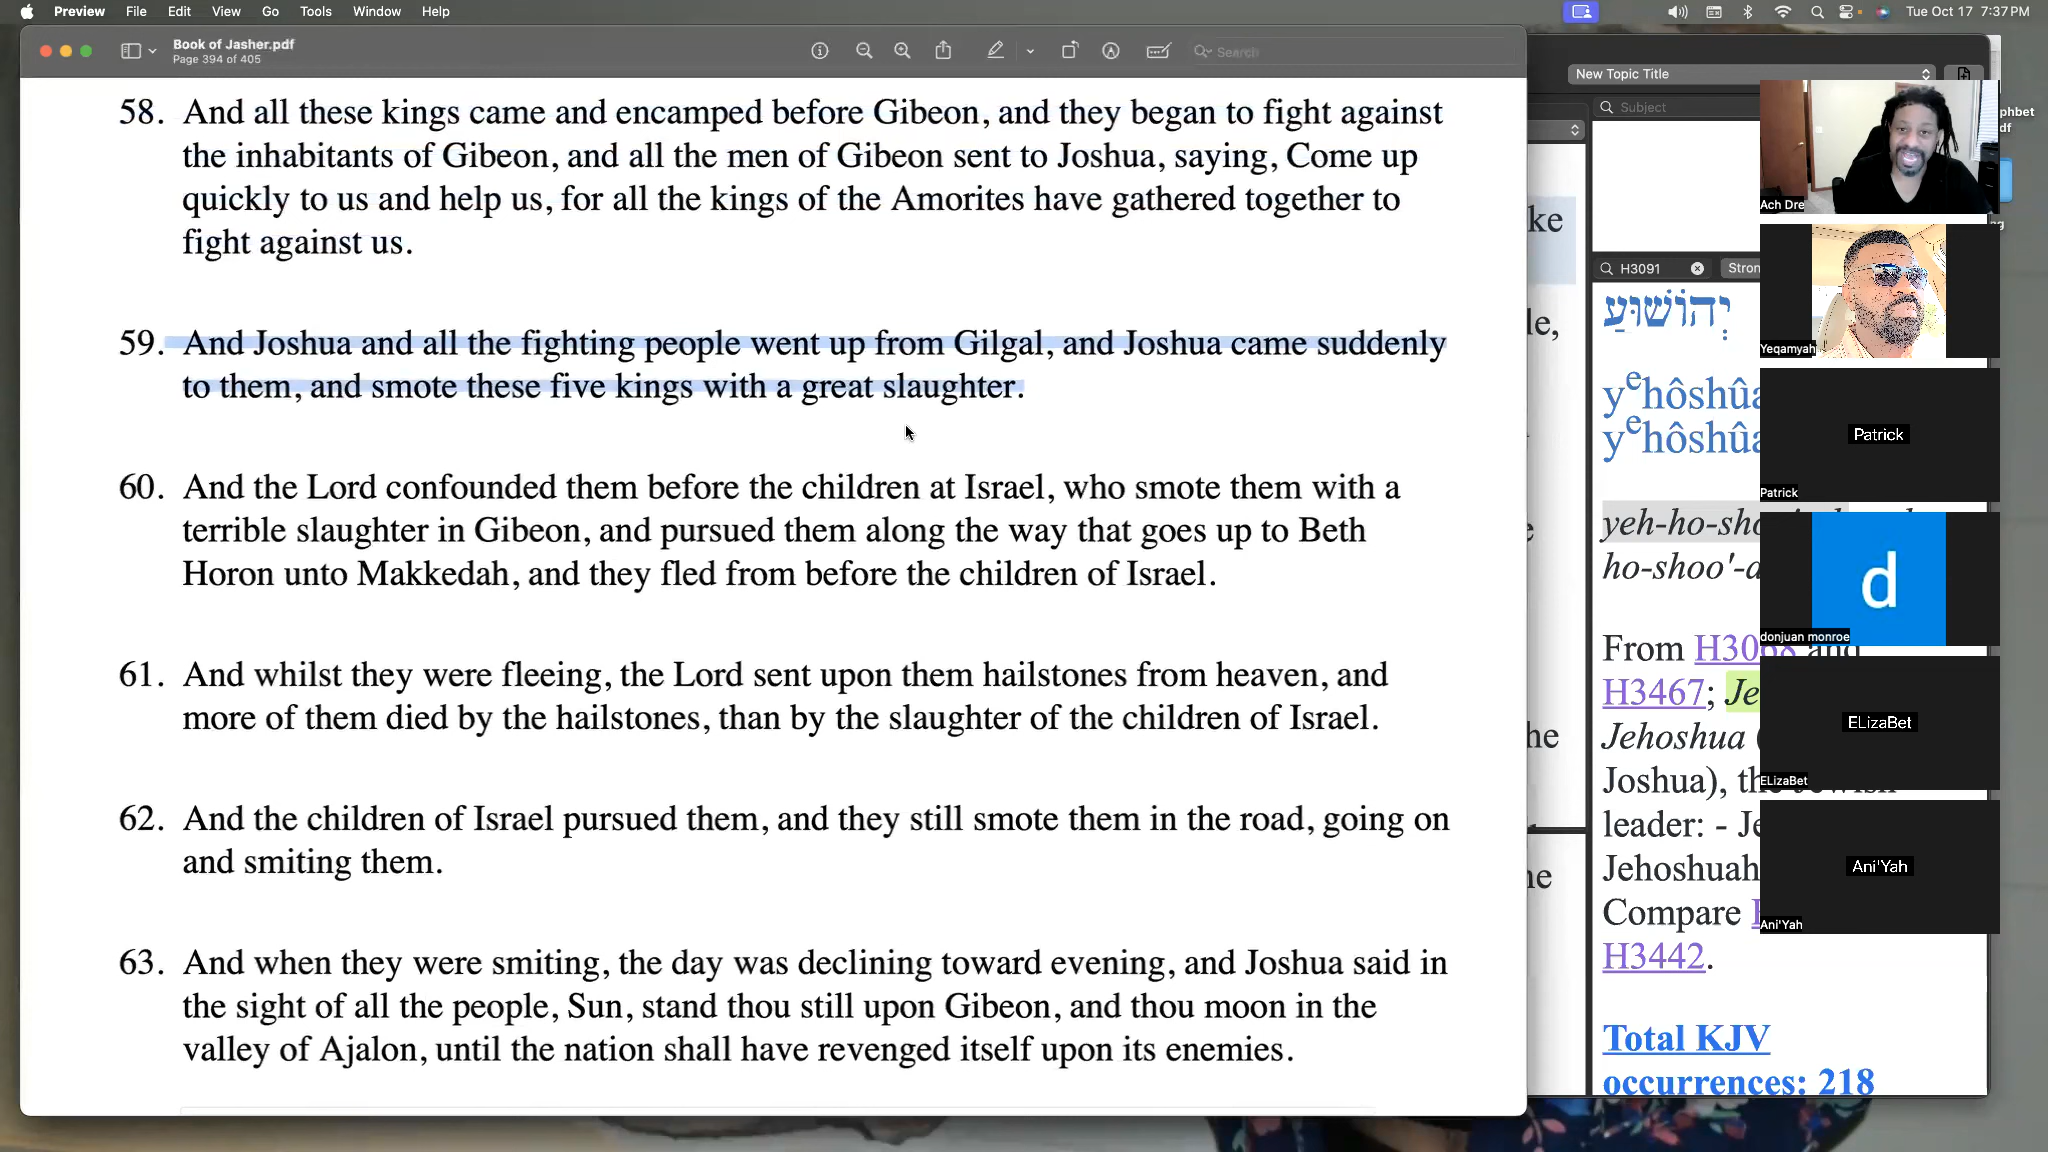 Preview File Edit View Go Tools Window Help
Tue Oct 17 7:37 PM
Book of Jasher.pdf
Page 394 of 405
Search
58. And all these kings came and encamped before Gibeon, and they began to fight against
the inhabitants of Gibeon, and all the men of Gibeon sent to Joshua, saying, Come up
quickly to us and help us, for all the kings of the Amorites have gathered together to
fight against us.
59. And Joshua and all the fighting people went up from Gilgal, and Joshua came suddenly
to them, and smote these five kings with a great slaughter.
60. And the Lord confounded them before the children at Israel, who smote them with a
terrible slaughter in Gibeon, and pursued them along the way that goes up to Beth
Horon unto Makkedah, and they fled from before the children of Israel.
61. And whilst they were fleeing, the Lord sent upon them hailstones from heaven, and
more of them died by the hailstones, than by the slaughter of the children of Israel.
62. And the children of Israel pursued them, and they still smote them in the road, going on
and smiting them.
63. And when they were smiting, the day was declining toward evening, and Joshua said in
the sight of all the people, Sun, stand thou still upon Gibeon, and thou moon in the
valley of Ajalon, until the nation shall have revenged itself upon its enemies.
New Topic Title
Subject
H3091
יְהוֹשׁוּעַ
From H3068 and
H3467;
Jehoshua
Joshua), the Jewish
leader: -
Jehoshuah
Compare
H3442.
Total KJV
occurrences: 218
Ach Dre
Yeqamyah
Patrick
Patrick
d
donjuan monroe
ELizaBet
ELizaBet
Ani'Yah
Ani'Yah